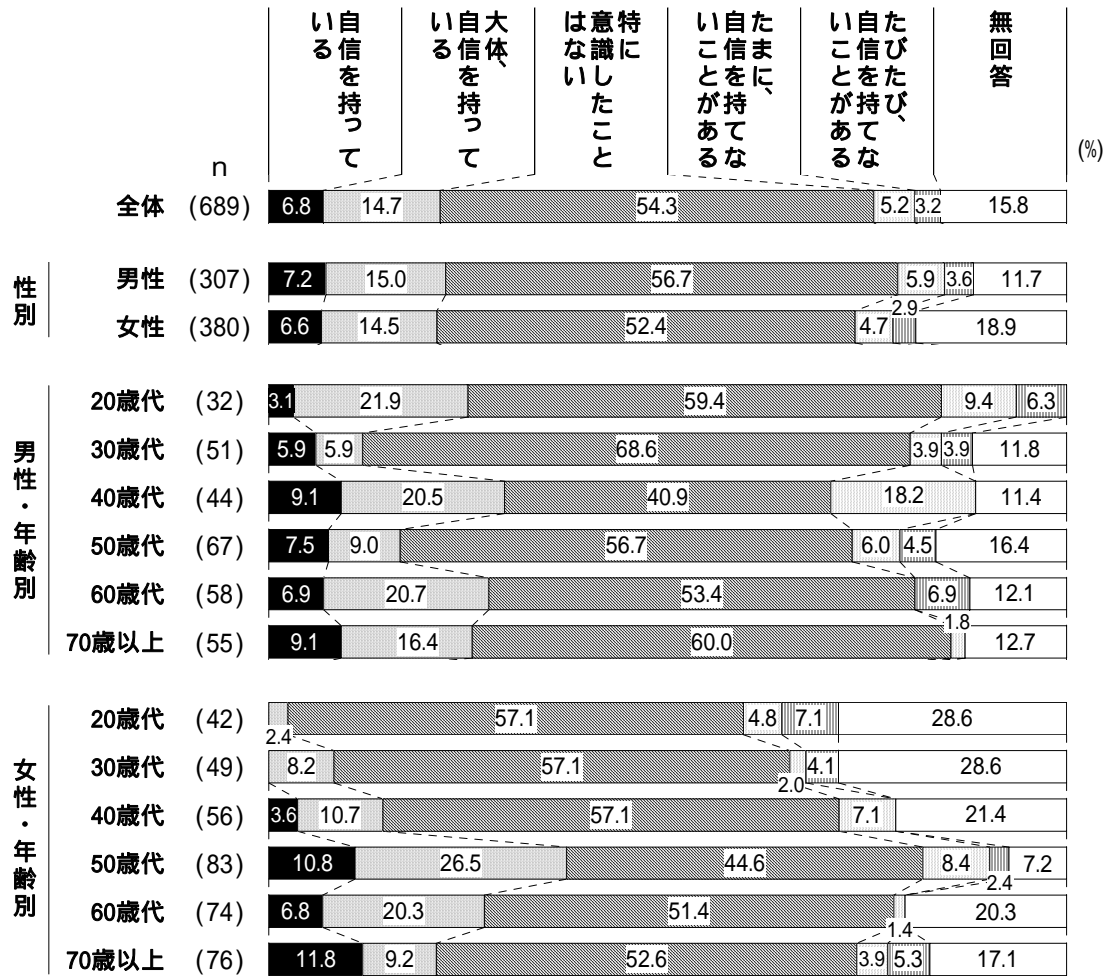 自信を持って
いる
大体、
自信を持って
いる
特に
意識したこと
はない
たまに、
自信を持てな
いことがある
たびたび、
自信を持てな
いことがある
無回答
(%)
n
全体 (689) 6.8 14.7 54.3 5.2 3.2 15.8
性別
男性 (307) 7.2 15.0 56.7 5.9 3.6 11.7
女性 (380) 6.6 14.5 52.4 4.7 2.9 18.9
男性・年齢別
20歳代 (32) 3.1 21.9 59.4 9.4 6.3
30歳代 (51) 5.9 5.9 68.6 3.9 3.9 11.8
40歳代 (44) 9.1 20.5 40.9 18.2 11.4
50歳代 (67) 7.5 9.0 56.7 6.0 4.5 16.4
60歳代 (58) 6.9 20.7 53.4 6.9 12.1
70歳以上 (55) 9.1 16.4 60.0 1.8 12.7
女性・年齢別
20歳代 (42) 2.4 57.1 4.8 7.1 28.6
30歳代 (49) 8.2 57.1 2.0 4.1 28.6
40歳代 (56) 3.6 10.7 57.1 7.1 21.4
50歳代 (83) 10.8 26.5 44.6 8.4 2.4 7.2
60歳代 (74) 6.8 20.3 51.4 1.4 20.3
70歳以上 (76) 11.8 9.2 52.6 3.9 5.3 17.1